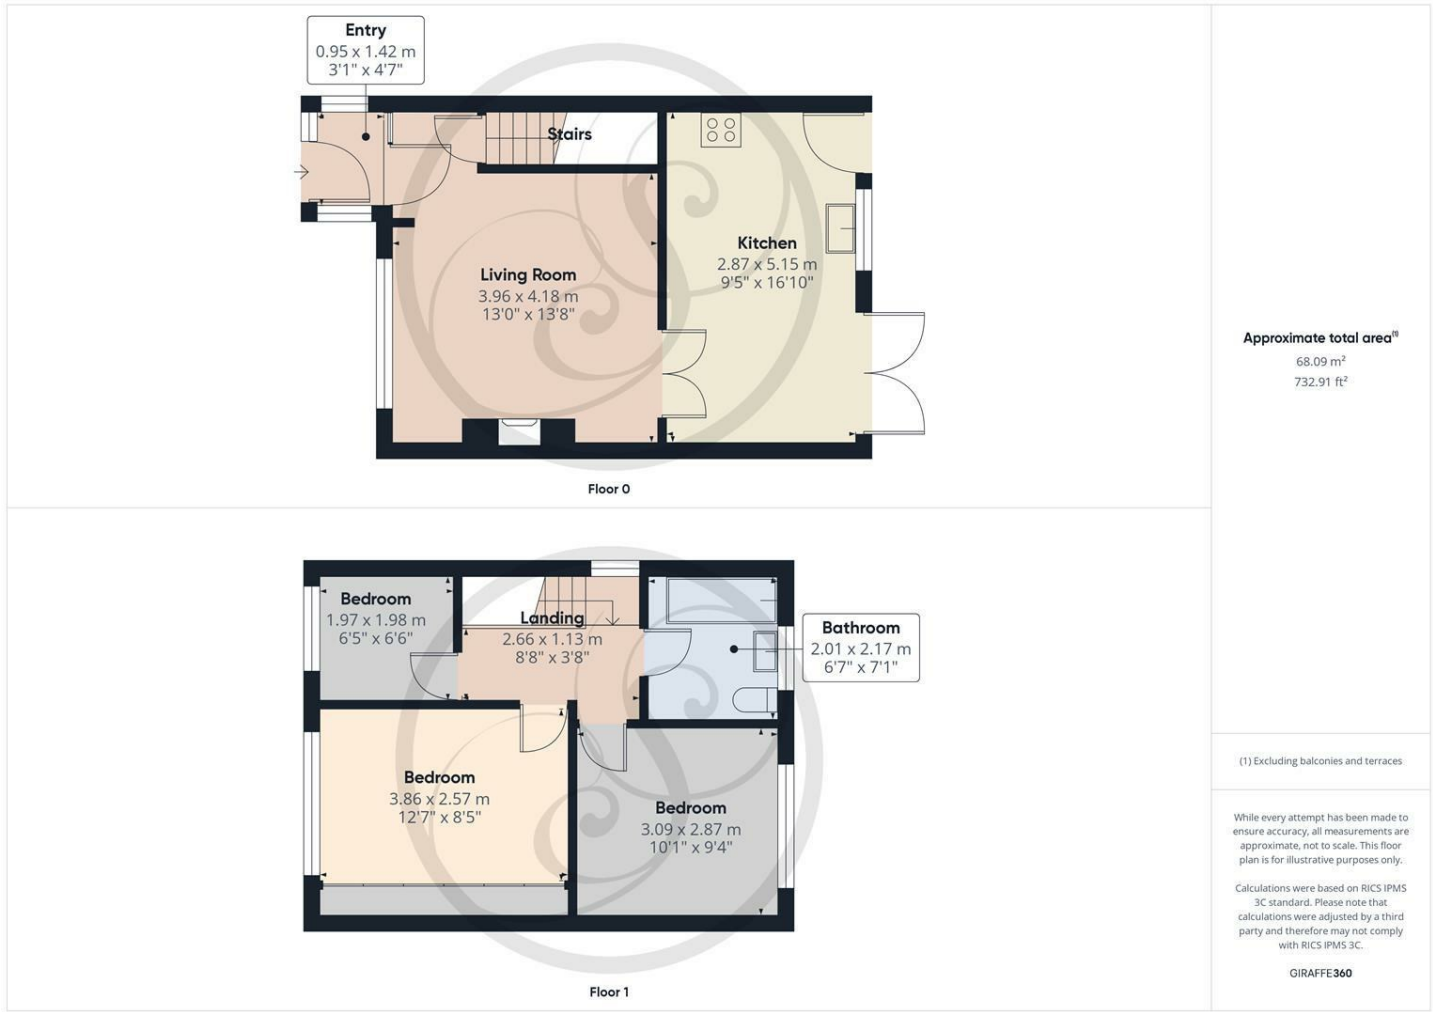 Entry
0.95 x 1.42 m
3'1" x 4'7"
Stairs
Living Room
3.96 x 4.18 m
13'0" x 13'8"
Kitchen
2.87 x 5.15 m
9'5" x 16'10"
Floor 0
Bedroom
1.97 x 1.98 m
6'5" x 6'6"
Landing
2.66 x 1.13 m
8'8" x 3'8"
Bathroom
2.01 x 2.17 m
6'7" x 7'1"
Bedroom
3.86 x 2.57 m
12'7" x 8'5"
Bedroom
3.09 x 2.87 m
10'1" x 9'4"
Floor 1
Approximate total area⁽¹⁾
68.09 m²
732.91 ft²
(1) Excluding balconies and terraces
While every attempt has been made to
ensure accuracy, all measurements are
approximate, not to scale. This floor
plan is for illustrative purposes only.
Calculations were based on RICS IPMS
3C standard. Please note that
calculations were adjusted by a third
party and therefore may not comply
with RICS IPMS 3C.
GIRAFFE360